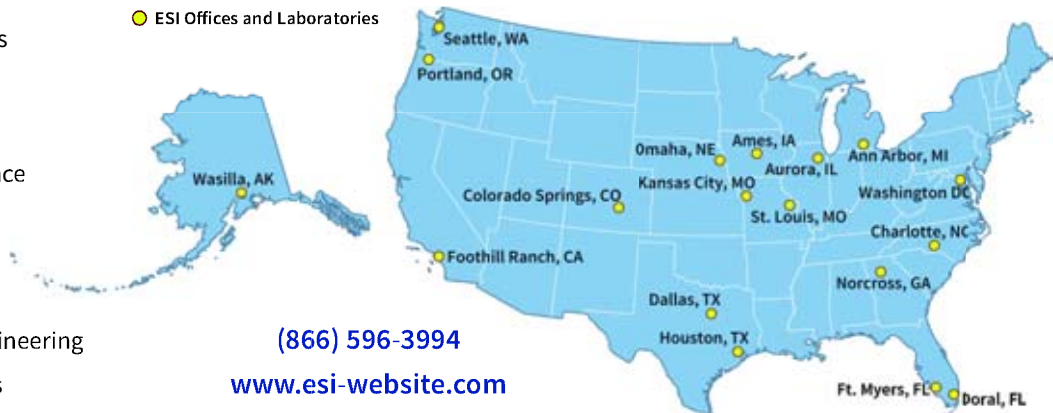 ESI Offices and Laboratories
s
Seattle, WA
Portland, OR
Ames, IA
Omaha, NE
Ann Arbor, MI
Aurora, IL
nce
Wasilla, AK
Kansas City, MO
Washington DC
Colorado Springs, CO
St. Louis, MO
Charlotte, NC
Foothill Ranch, CA
Norcross, GA
Dallas, TX
Houston, TX
ineering
(866) 596-3994
s
www.esi-website.com
Ft. Myers, FL
Doral, FL